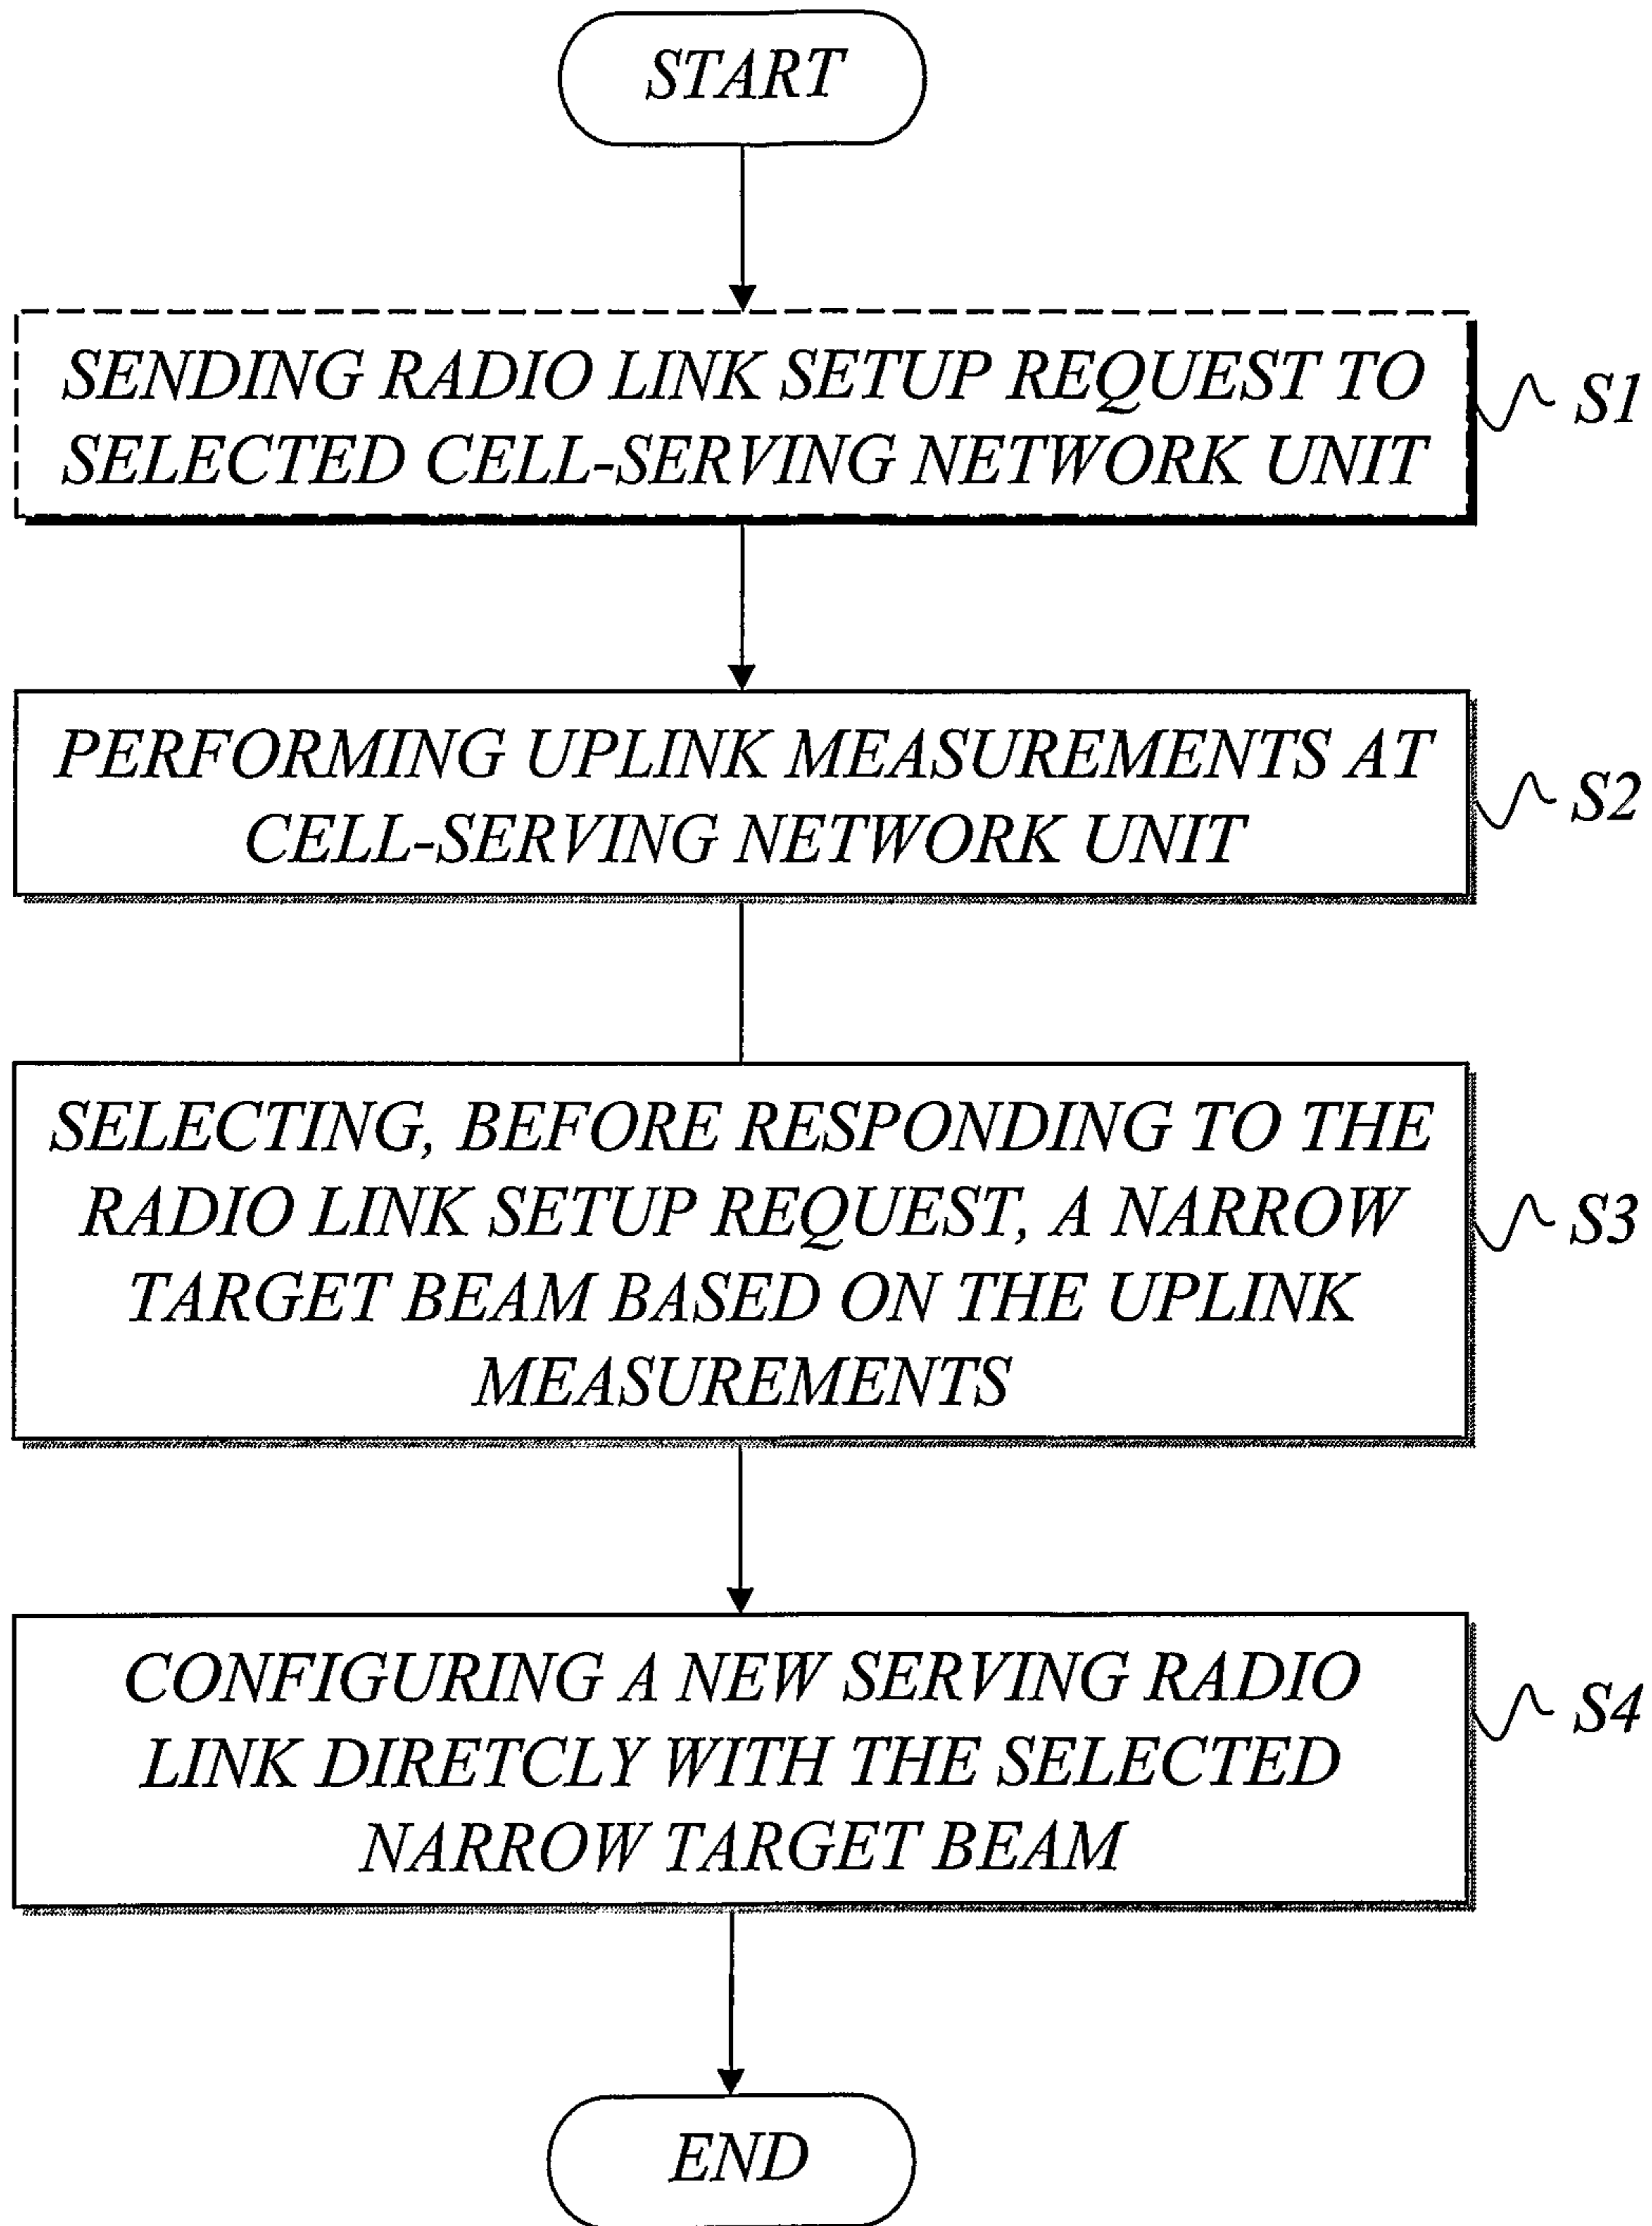 START
SENDING RADIO LINK SETUP REQUEST TO
SELECTED CELL-SERVING NETWORK UNIT
S1
PERFORMING UPLINK MEASUREMENTS AT
CELL-SERVING NETWORK UNIT
S2
SELECTING, BEFORE RESPONDING TO THE
RADIO LINK SETUP REQUEST, A NARROW
TARGET BEAM BASED ON THE UPLINK
MEASUREMENTS
S3
CONFIGURING A NEW SERVING RADIO
LINK DIRETCLY WITH THE SELECTED
NARROW TARGET BEAM
S4
END